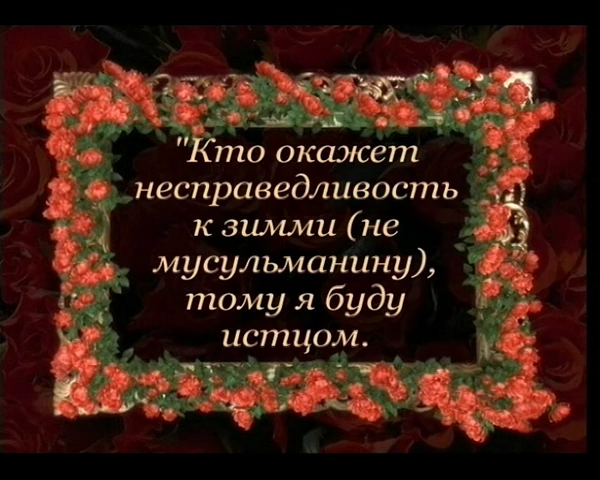 "Кто окажет
несправедливость
к зимми (не
мусульманину),
тому я буду
истцом.